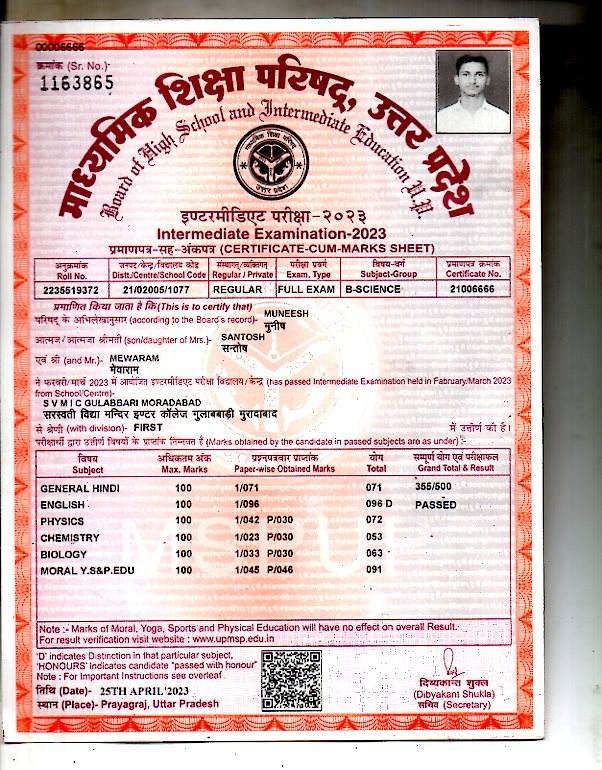 00006666
क्रमांक (Sr. No.)-
1163865
माध्यमिक शिक्षा परिषद्, उत्तर प्रदेश
Board of High School and Intermediate Education U.P.
माध्यमिक शिक्षा परिषद
उत्तर प्रदेश
इण्टरमीडिएट परीक्षा-२०२३
Intermediate Examination-2023
प्रमाणपत्र-सह-अंकपत्र (CERTIFICATE-CUM-MARKS SHEET)
अनुक्रमांक जनपद/केन्द्र/विद्यालय कोड संस्थागत/व्यक्तिगत परीक्षा प्रवर्ग विषय-वर्ग प्रमाणपत्र क्रमांक
Roll No. Distt./Centre/School Code Regular / Private Exam. Type Subject-Group Certificate No.
2235519372 21/02005/1077 REGULAR FULL EXAM B-SCIENCE 21006666
प्रमाणित किया जाता है कि (This is to certify that)
परिषद् के अभिलेखानुसार (according to the Board's record)- MUNEESH
मुनीष
आत्मज/आत्मजा श्रीमती (son/daughter of Mrs.)- SANTOSH
सन्तोष
एवं श्री (and Mr.)- MEWARAM
मेवाराम
ने फरवरी/मार्च 2023 में आयोजित इण्टरमीडिएट परीक्षा विद्यालय/केन्द्र (has passed Intermediate Examination held in Fabruary/March 2023
from School/Centre)-
S V M I C GULABBARI MORADABAD
सरस्वती विद्या मन्दिर इण्टर कॉलेज गुलाबबाड़ी मुरादाबाद
से श्रेणी (with division)- FIRST में उत्तीर्ण की है।
परीक्षार्थी द्वारा उत्तीर्ण विषयों के प्राप्तांक निम्नवत हैं (Marks obtained by the candidate in passed subjects are as under) :-
विषय अधिकतम अंक प्रश्नपत्रवार प्राप्तांक योग सम्पूर्ण योग एवं परीक्षाफल
Subject Max. Marks Paper-wise Obtained Marks Total Grand Total & Result
GENERAL HINDI 100 1/071 071 355/500
ENGLISH 100 1/096 096 D PASSED
PHYSICS 100 1/042 P/030 072
CHEMISTRY 100 1/023 P/030 053
BIOLOGY 100 1/033 P/030 063
MORAL Y.S&P.EDU 100 1/045 P/046 091
MSPUP
Note :- Marks of Moral, Yoga, Sports and Physical Education will have no effect on overall Result.
For result verification visit website : www.upmsp.edu.in
'D' indicates Distinction in that particular subject,
'HONOURS' indicates candidate "passed with honour"
Note : For Important Instructions see overleaf
तिथि (Date)- 25TH APRIL'2023
स्थान (Place)- Prayagraj, Uttar Pradesh
दिव्यकान्त शुक्ल
(Dibyakant Shukla)
सचिव (Secretary)